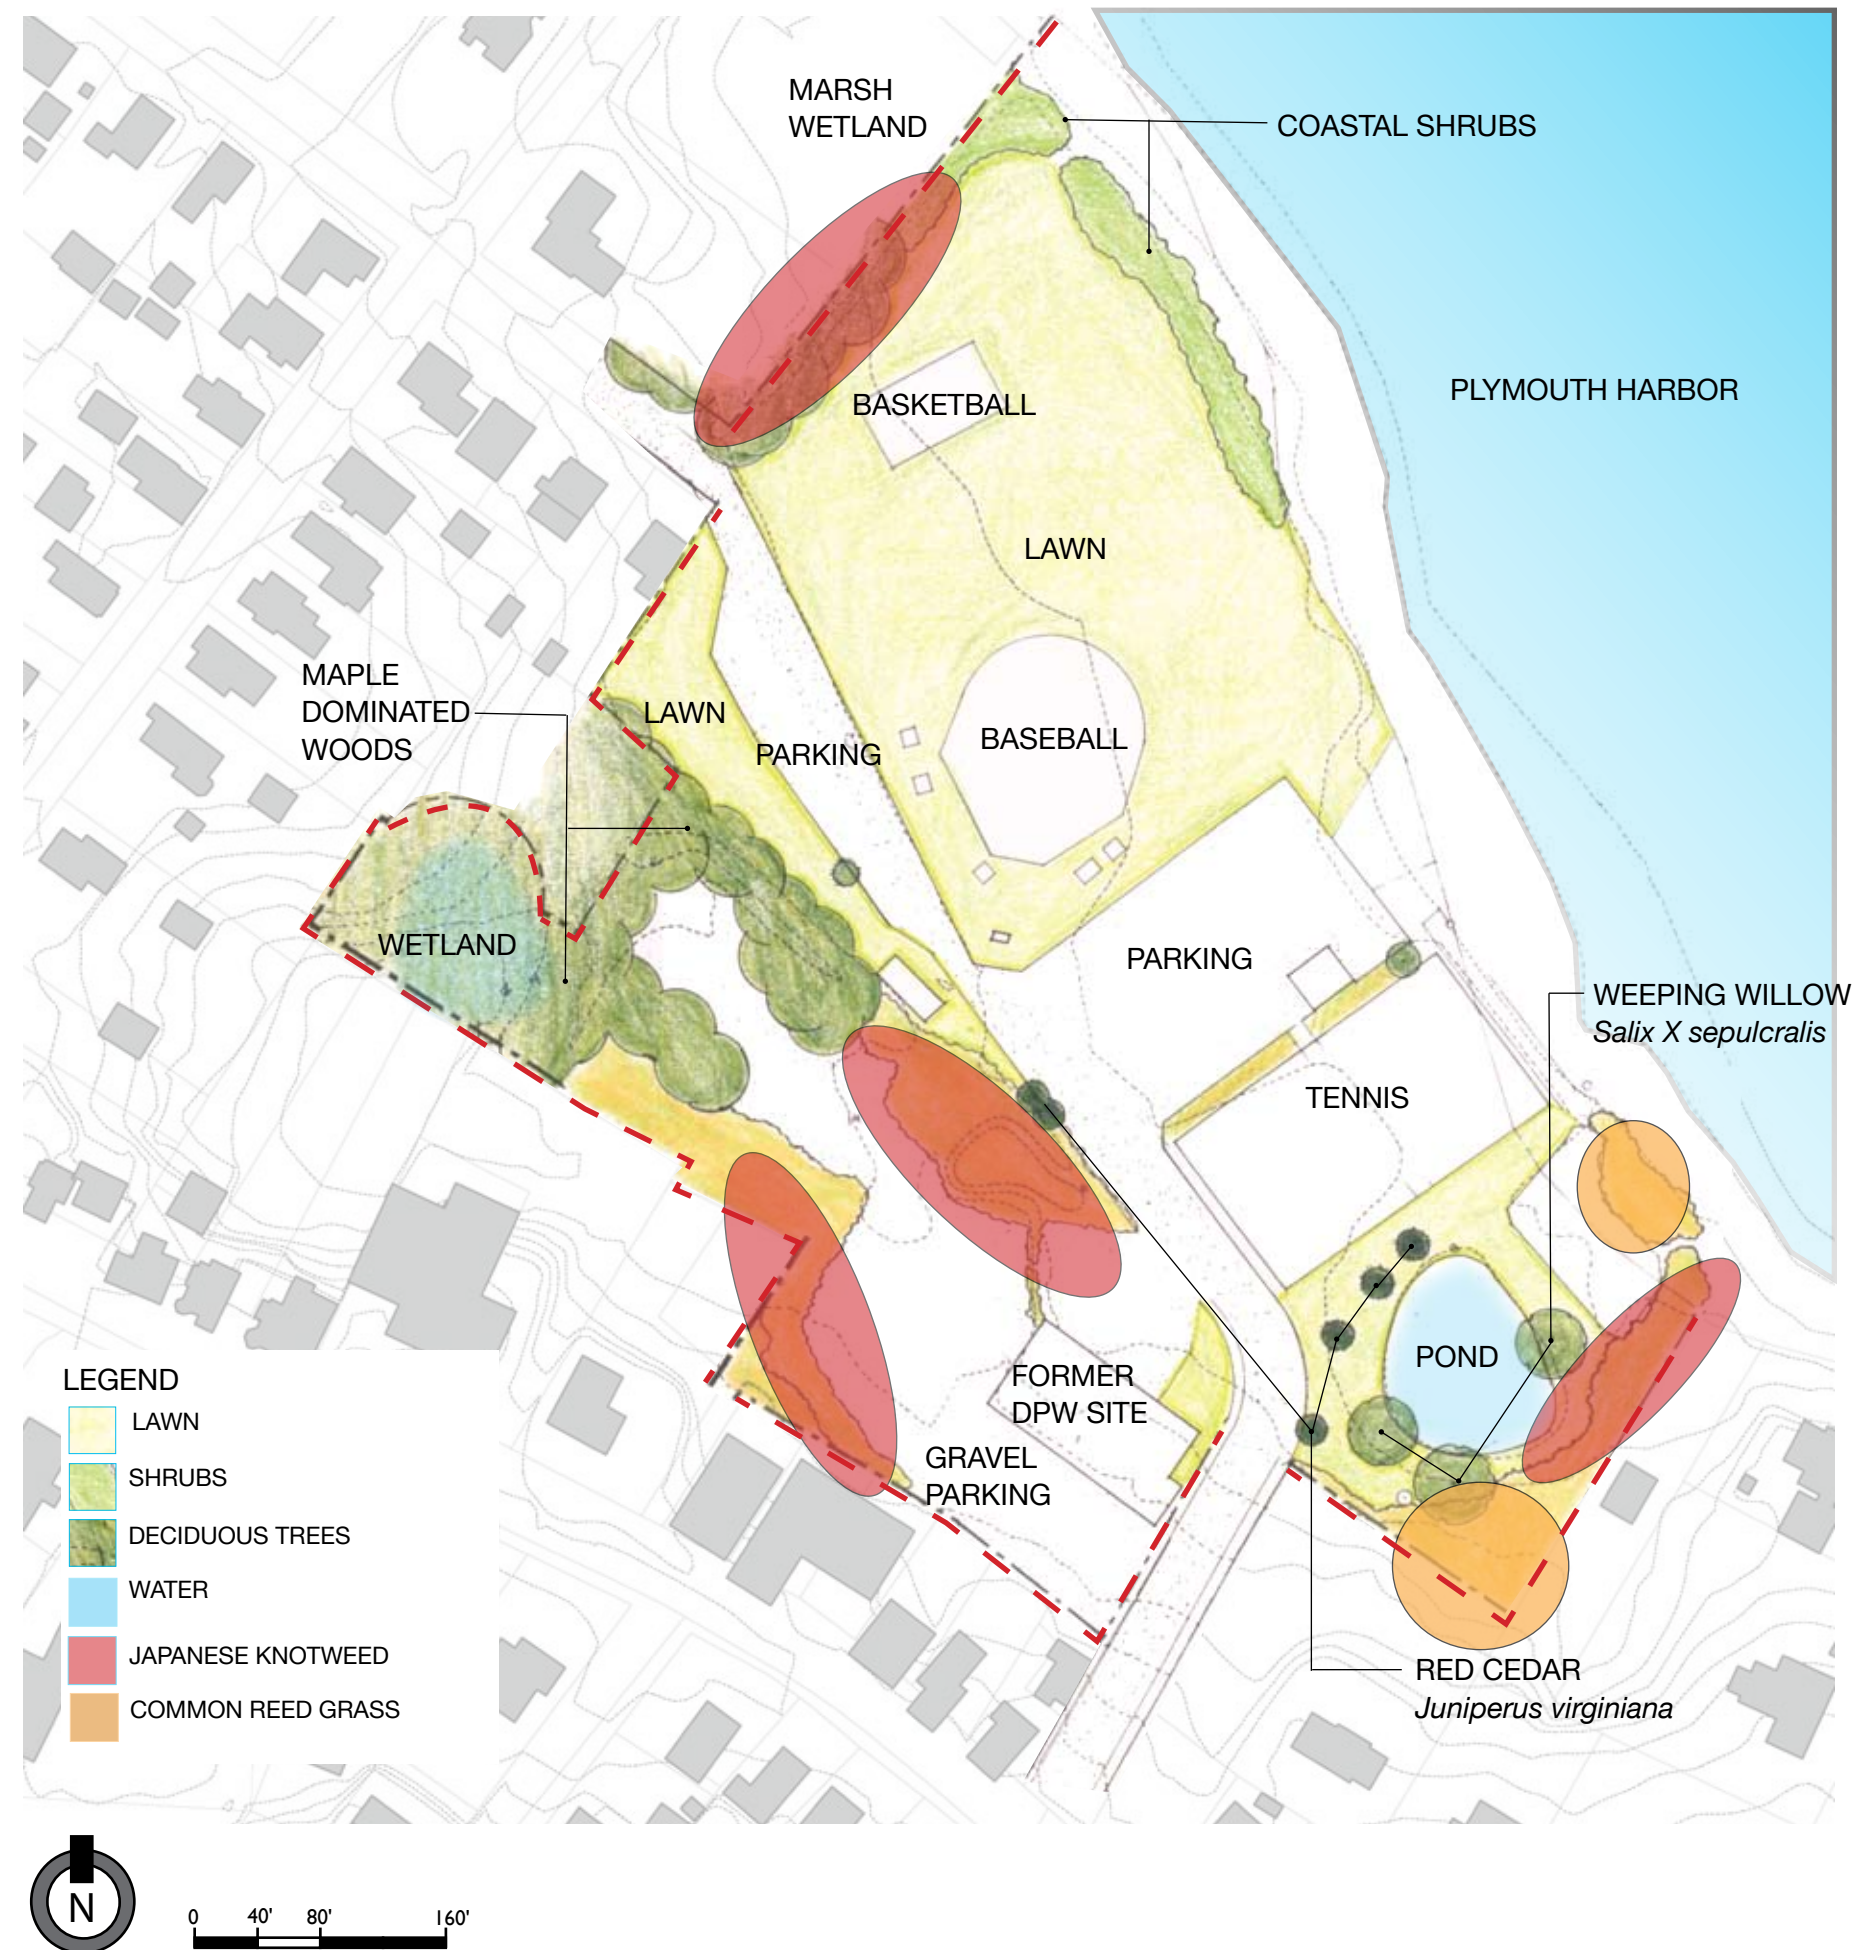 MARSH
WETLAND
COASTAL SHRUBS
PLYMOUTH HARBOR
BASKETBALL
LAWN
MAPLE
DOMINATED
WOODS
LAWN
PARKING
BASEBALL
WETLAND
PARKING
WEEPING WILLOW
Salix X sepulcralis
TENNIS
POND
FORMER
DPW SITE
GRAVEL
PARKING
RED CEDAR
Juniperus virginiana
LEGEND
LAWN
SHRUBS
DECIDUOUS TREES
WATER
JAPANESE KNOTWEED
COMMON REED GRASS
N
0 40' 80' 160'